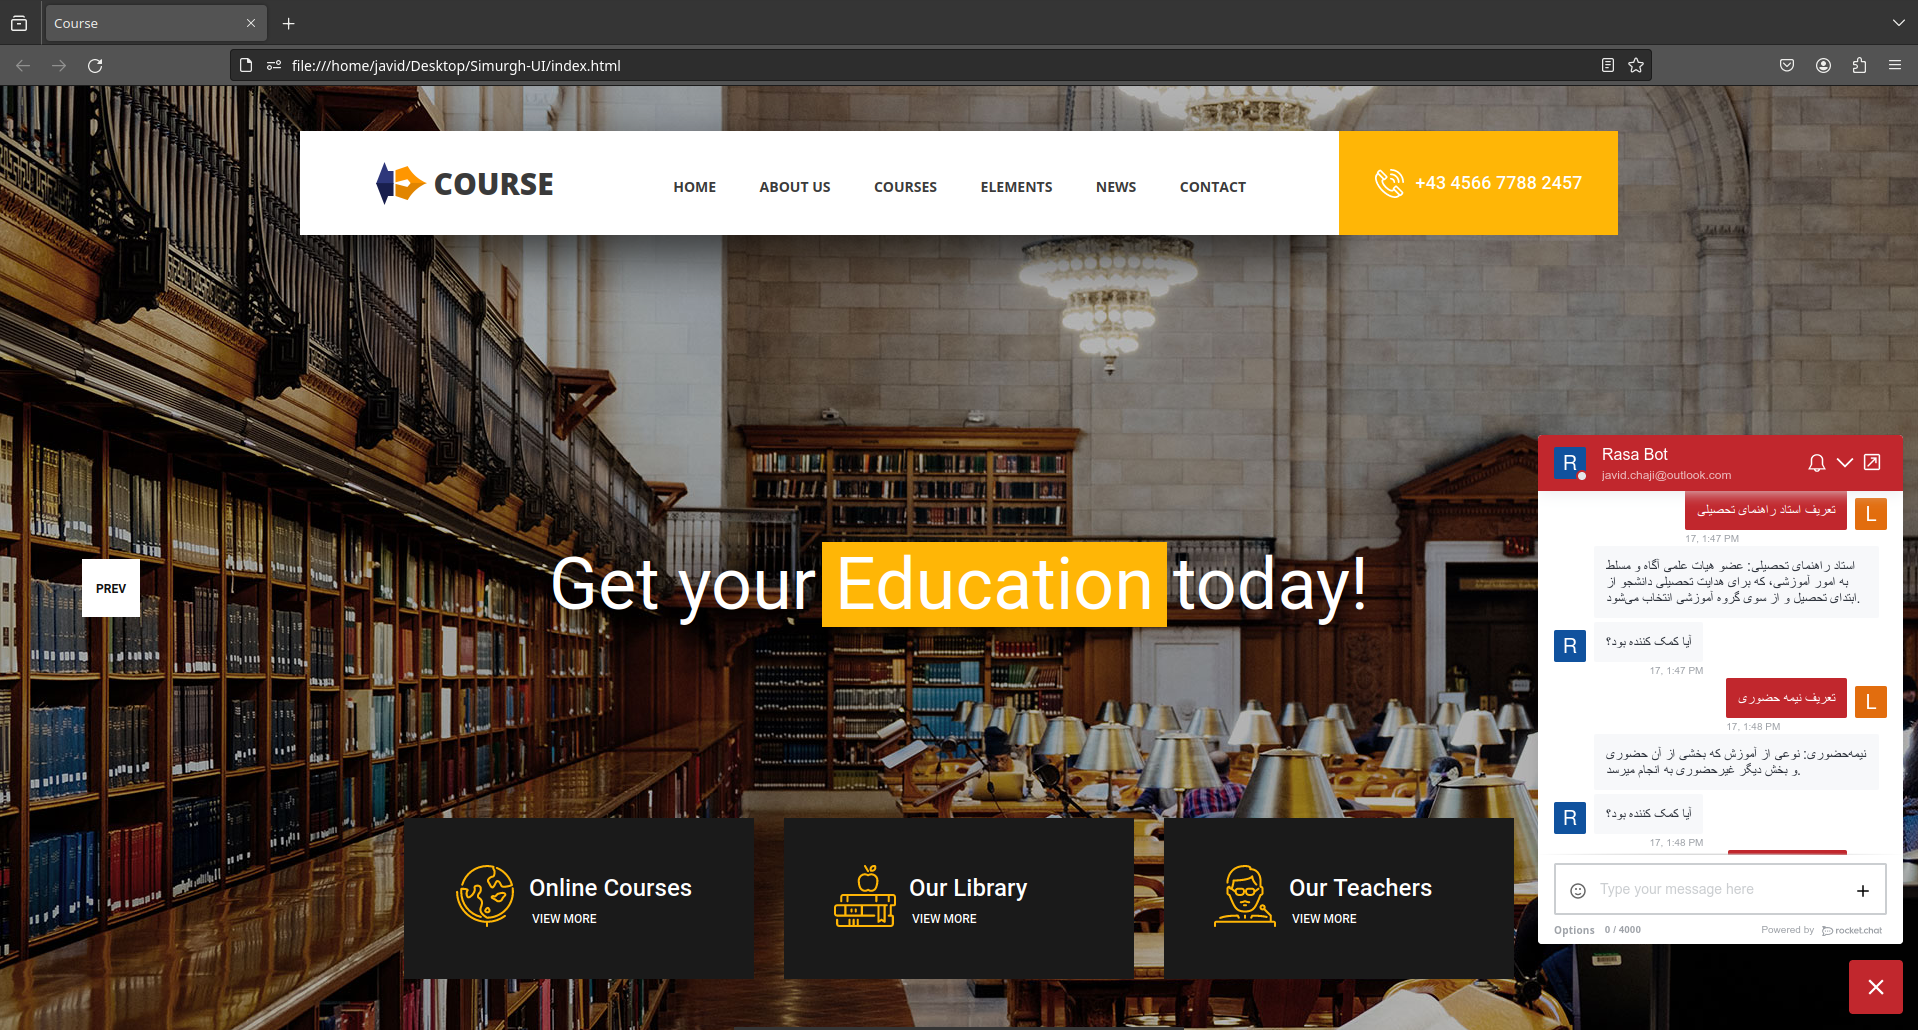 Course
file:///home/javid/Desktop/Simurgh-UI/index.html
COURSE
HOME
ABOUT US
COURSES
ELEMENTS
NEWS
CONTACT
+43 4566 7788 2457
PREV
Get your Education today!
Online Courses
VIEW MORE
Our Library
VIEW MORE
Our Teachers
VIEW MORE
R
Rasa Bot
javid.chaji@outlook.com
تعریف استاد راهنمای تحصیلی
L
17, 1:47 PM
استاد راهنمای تحصیلی: عضو هیات علمی آگاه و مسلط
به امور آموزشی، که برای هدایت تحصیلی دانشجو از
ابتدای تحصیل و از سوی گروه آموزشی انتخاب می‌شود.
R
آیا کمک کننده بود؟
17, 1:47 PM
تعریف نیمه حضوری
L
17, 1:48 PM
نیمه‌حضوری: نوعی از آموزش که بخشی از آن حضوری
و بخش دیگر غیرحضوری به انجام میرسد.
R
آیا کمک کننده بود؟
17, 1:48 PM
Type your message here
Options
0 / 4000
Powered by rocket.chat